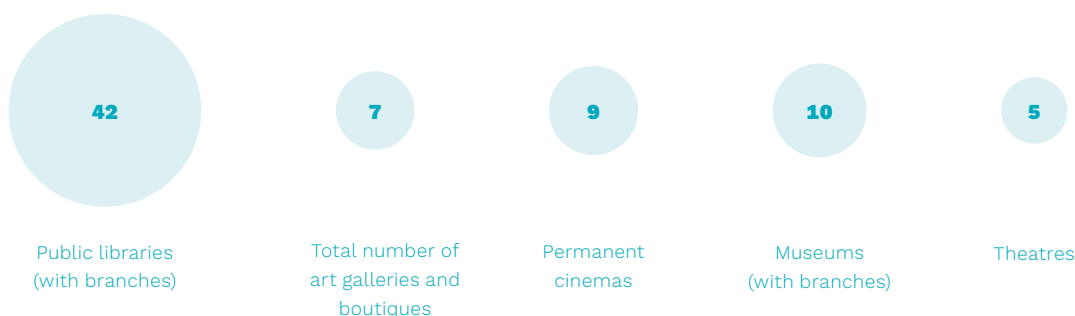 42
7
9
10
5
Public libraries
(with branches)
Total number of
art galleries and
boutiques
Permanent
cinemas
Museums
(with branches)
Theatres